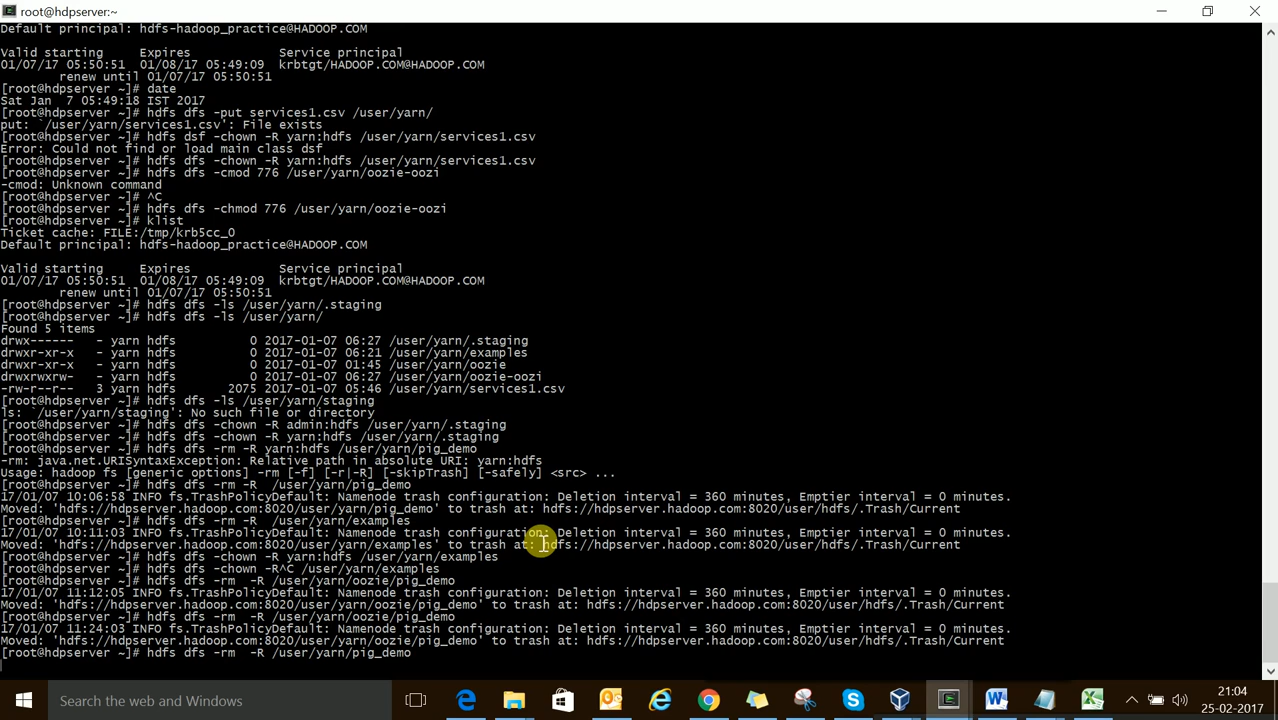 root@hdpserver:~
Default principal: hdfs-hadoop_practice@HADOOP.COM
Valid starting     Expires            Service principal
01/07/17 05:50:51  01/08/17 05:49:09  krbtgt/HADOOP.COM@HADOOP.COM
renew until 01/07/17 05:50:51
[root@hdpserver ~]# date
Sat Jan  7 05:49:18 IST 2017
[root@hdpserver ~]# hdfs dfs -put services1.csv /user/yarn/
put: `/user/yarn/services1.csv': File exists
[root@hdpserver ~]# hdfs dsf -chown -R yarn:hdfs /user/yarn/services1.csv
Error: Could not find or load main class dsf
[root@hdpserver ~]# hdfs dfs -chown -R yarn:hdfs /user/yarn/services1.csv
[root@hdpserver ~]# hdfs dfs -cmod 776 /user/yarn/oozie-oozi
-cmod: Unknown command
[root@hdpserver ~]# ^C
[root@hdpserver ~]# hdfs dfs -chmod 776 /user/yarn/oozie-oozi
[root@hdpserver ~]# klist
Ticket cache: FILE:/tmp/krb5cc_0
Default principal: hdfs-hadoop_practice@HADOOP.COM
Valid starting     Expires            Service principal
01/07/17 05:50:51  01/08/17 05:49:09  krbtgt/HADOOP.COM@HADOOP.COM
renew until 01/07/17 05:50:51
[root@hdpserver ~]# hdfs dfs -ls /user/yarn/.staging
[root@hdpserver ~]# hdfs dfs -ls /user/yarn/
Found 5 items
drwx------   - yarn hdfs          0 2017-01-07 06:27 /user/yarn/.staging
drwxr-xr-x   - yarn hdfs          0 2017-01-07 06:21 /user/yarn/examples
drwxr-xr-x   - yarn hdfs          0 2017-01-07 01:45 /user/yarn/oozie
drwxrwxrw-   - yarn hdfs          0 2017-01-07 06:27 /user/yarn/oozie-oozi
-rw-r--r--   3 yarn hdfs       2075 2017-01-07 05:46 /user/yarn/services1.csv
[root@hdpserver ~]# hdfs dfs -ls /user/yarn/staging
ls: `/user/yarn/staging': No such file or directory
[root@hdpserver ~]# hdfs dfs -chown -R admin:hdfs /user/yarn/.staging
[root@hdpserver ~]# hdfs dfs -chown -R yarn:hdfs /user/yarn/.staging
[root@hdpserver ~]# hdfs dfs -rm -R yarn:hdfs /user/yarn/pig_demo
-rm: java.net.URISyntaxException: Relative path in absolute URI: yarn:hdfs
Usage: hadoop fs [generic options] -rm [-f] [-r|-R] [-skipTrash] [-safely] <src> ...
[root@hdpserver ~]# hdfs dfs -rm -R  /user/yarn/pig_demo
17/01/07 10:06:58 INFO fs.TrashPolicyDefault: Namenode trash configuration: Deletion interval = 360 minutes, Emptier interval = 0 minutes.
Moved: 'hdfs://hdpserver.hadoop.com:8020/user/yarn/pig_demo' to trash at: hdfs://hdpserver.hadoop.com:8020/user/hdfs/.Trash/Current
[root@hdpserver ~]# hdfs dfs -rm -R  /user/yarn/examples
17/01/07 10:11:03 INFO fs.TrashPolicyDefault: Namenode trash configuration: Deletion interval = 360 minutes, Emptier interval = 0 minutes.
Moved: 'hdfs://hdpserver.hadoop.com:8020/user/yarn/examples' to trash at: hdfs://hdpserver.hadoop.com:8020/user/hdfs/.Trash/Current
[root@hdpserver ~]# hdfs dfs -chown -R yarn:hdfs /user/yarn/examples
[root@hdpserver ~]# hdfs dfs -chown -R^C /user/yarn/examples
[root@hdpserver ~]# hdfs dfs -rm  -R /user/yarn/oozie/pig_demo
17/01/07 11:12:05 INFO fs.TrashPolicyDefault: Namenode trash configuration: Deletion interval = 360 minutes, Emptier interval = 0 minutes.
Moved: 'hdfs://hdpserver.hadoop.com:8020/user/yarn/oozie/pig_demo' to trash at: hdfs://hdpserver.hadoop.com:8020/user/hdfs/.Trash/Current
[root@hdpserver ~]# hdfs dfs -rm  -R /user/yarn/oozie/pig_demo
17/01/07 11:24:03 INFO fs.TrashPolicyDefault: Namenode trash configuration: Deletion interval = 360 minutes, Emptier interval = 0 minutes.
Moved: 'hdfs://hdpserver.hadoop.com:8020/user/yarn/oozie/pig_demo' to trash at: hdfs://hdpserver.hadoop.com:8020/user/hdfs/.Trash/Current
[root@hdpserver ~]# hdfs dfs -rm  -R /user/yarn/pig_demo
Search the web and Windows
21:04
25-02-2017